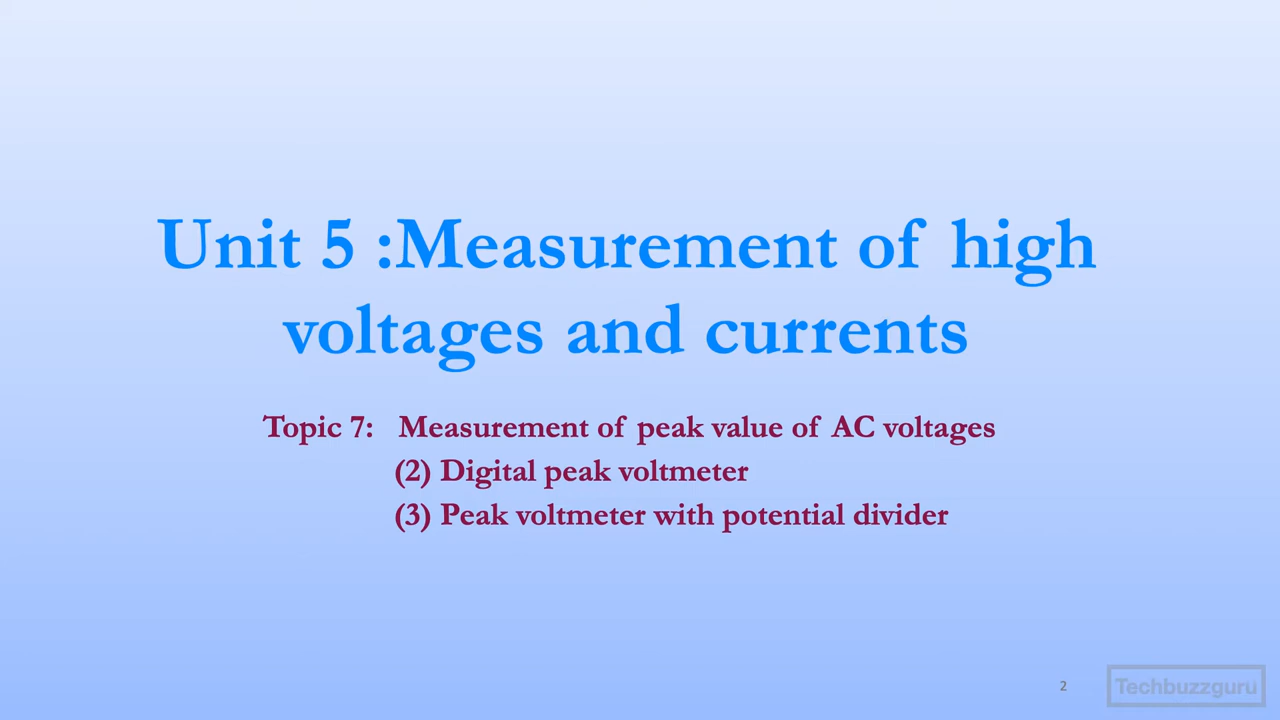 Unit 5 :Measurement of high
voltages and currents
Topic 7: Measurement of peak value of AC voltages
(2) Digital peak voltmeter
(3) Peak voltmeter with potential divider
2
Techbuzzguru